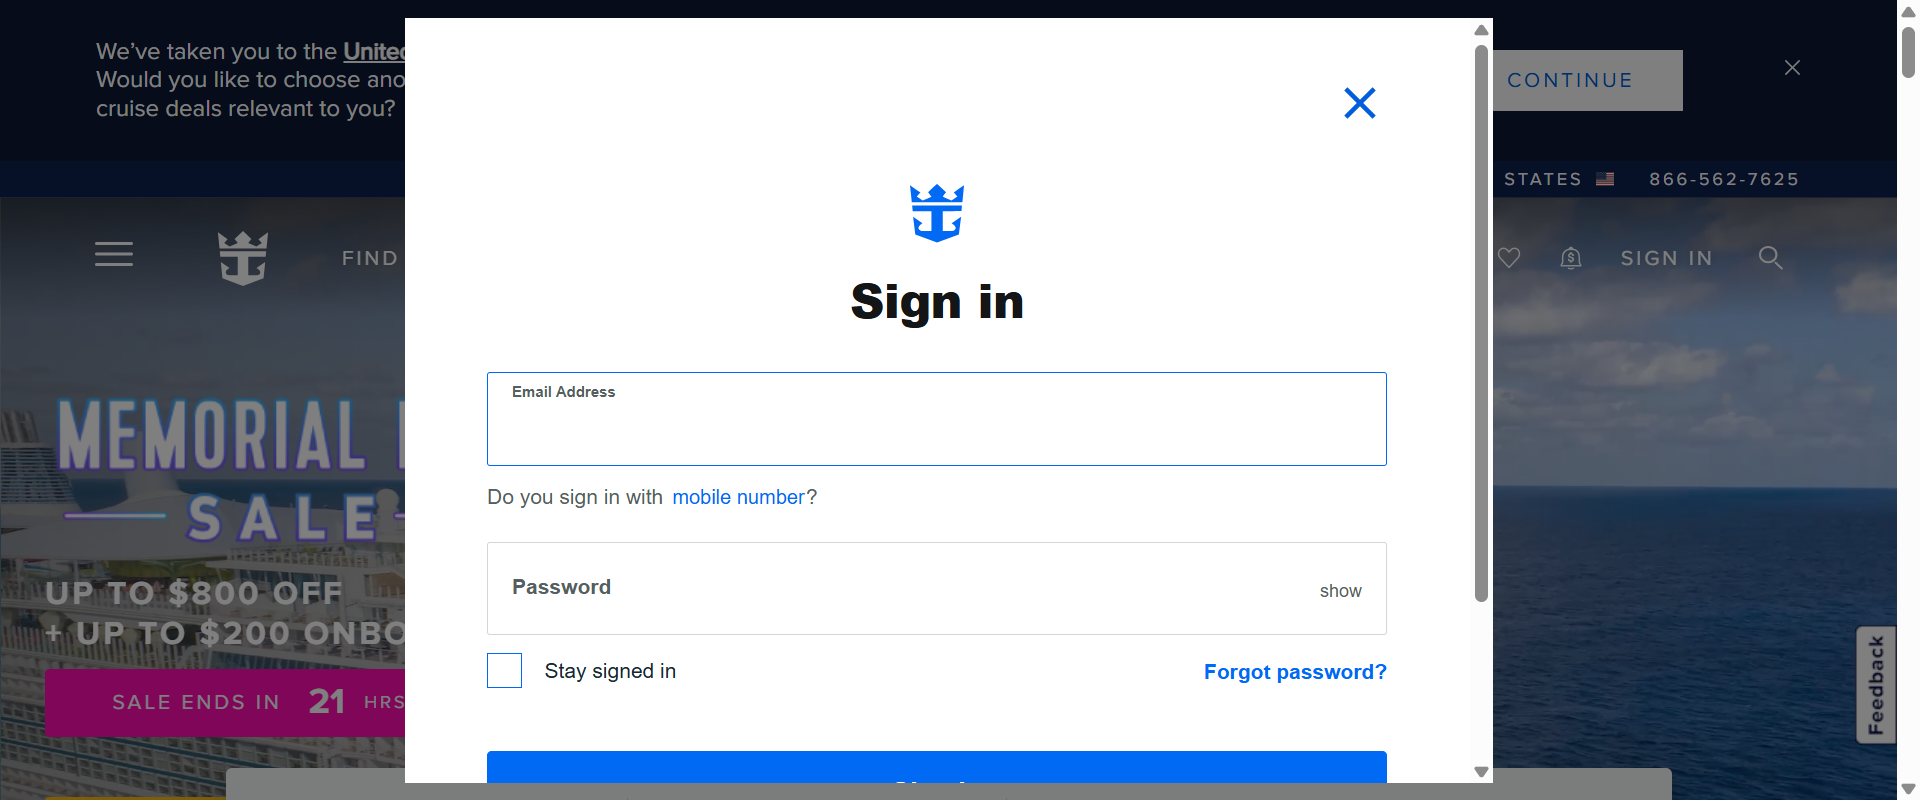 We've taken you to the United
Would you like to choose ano
cruise deals relevant to you?
CONTINUE
STATES
866-562-7625
FIND
SIGN IN
MEMORIAL
SALE
UP TO $800 OFF
+ UP TO $200 ONBO
SALE ENDS IN 21 HRS
Sign in
Email Address
Do you sign in with mobile number?
Password
show
Stay signed in
Forgot password?
Feedback